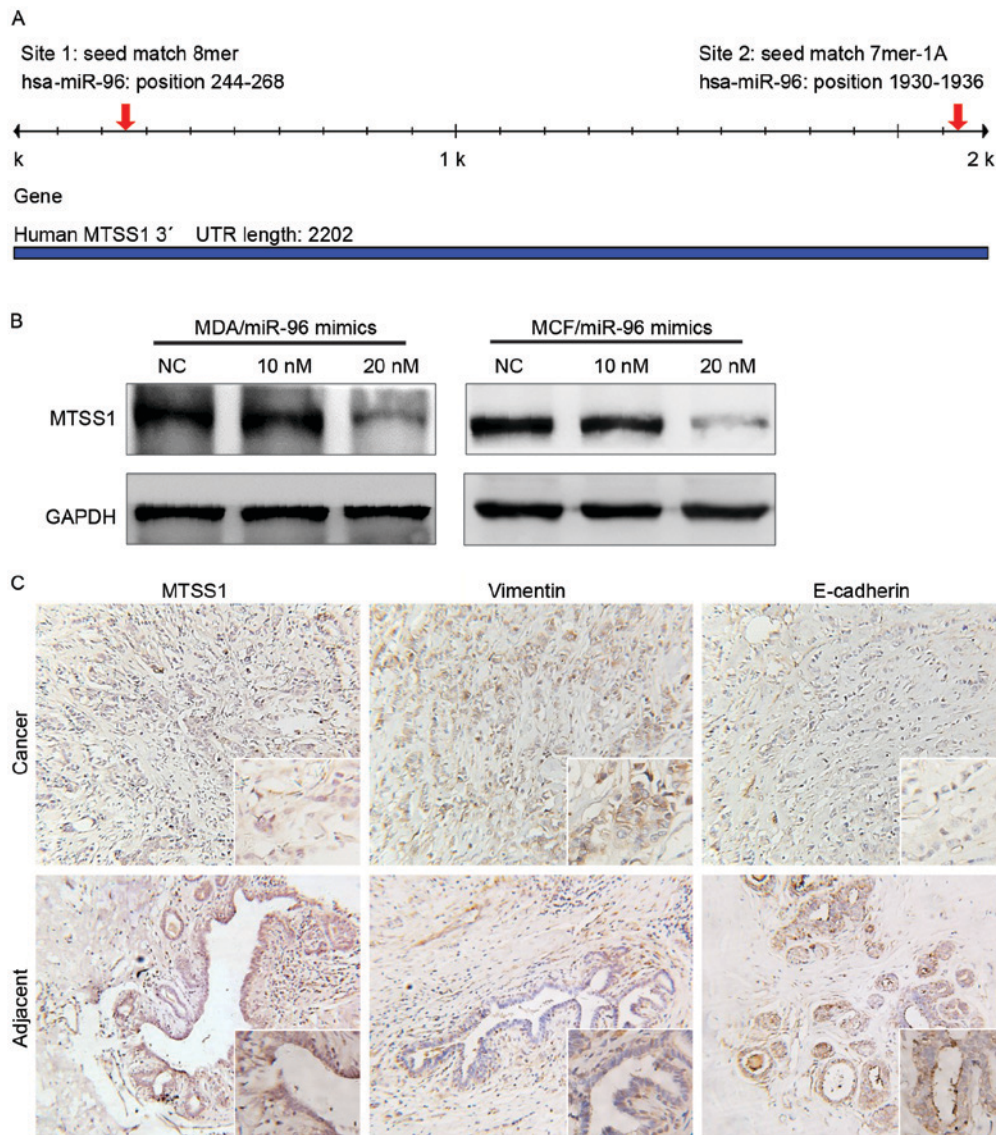 A
Site 1: seed match 8mer
hsa-miR-96: position 244-268
Site 2: seed match 7mer-1A
hsa-miR-96: position 1930-1936
k
1 k
2 k
Gene
Human MTSS1 3´ UTR length: 2202
B
MDA/miR-96 mimics
MCF/miR-96 mimics
NC
10 nM
20 nM
NC
10 nM
20 nM
MTSS1
GAPDH
C
MTSS1
Vimentin
E-cadherin
Cancer
Adjacent